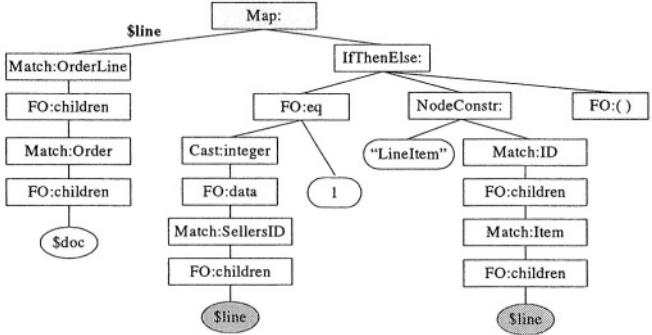 Map:
$line
IfThenElse:
Match:OrderLine
FO:children
FO:eq
NodeConstr:
FO:( )
Match:Order
Cast:integer
"LineItem"
Match:ID
FO:children
FO:data
1
FO:children
$doc
Match:SellersID
Match:Item
FO:children
FO:children
$line
$line